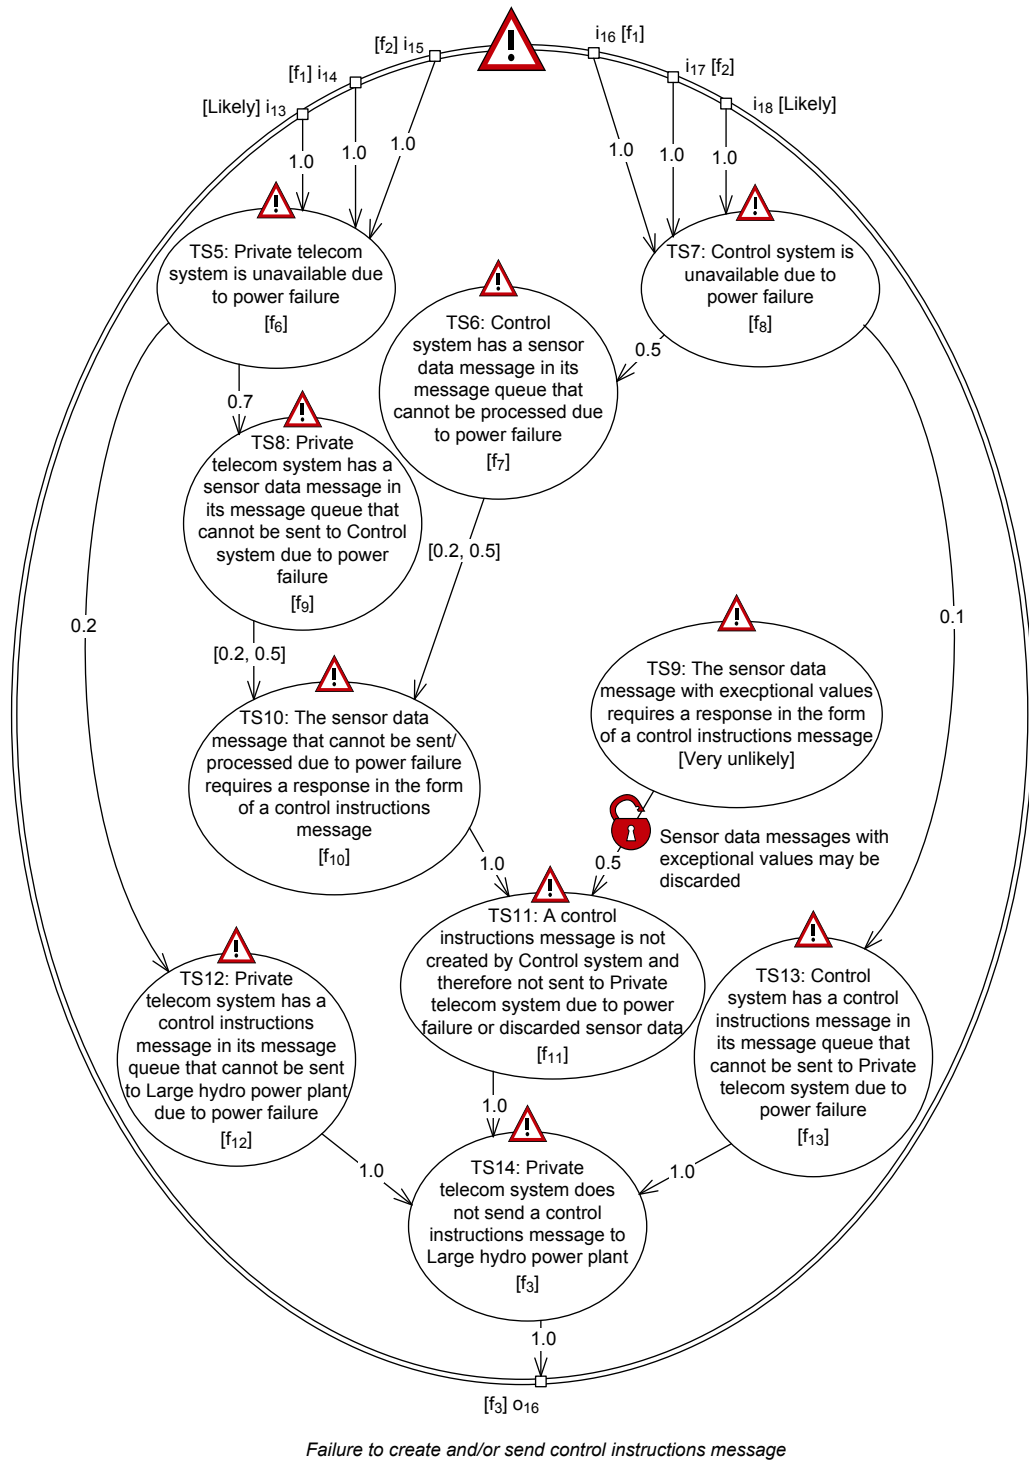 [f2] i15
i16 [f1]
[f1] i14
i17 [f2]
[Likely] i13
i18 [Likely]
1.0
1.0
1.0
1.0
1.0
1.0
TS5: Private telecom
system is unavailable due
to power failure
[f6]
TS7: Control system is
unavailable due to
power failure
[f8]
TS6: Control
system has a sensor
data message in its
message queue that
cannot be processed due
to power failure
[f7]
0.5
0.7
TS8: Private
telecom system has a
sensor data message in
its message queue that
cannot be sent to Control
system due to power
failure
[f9]
[0.2, 0.5]
0.2
0.1
[0.2, 0.5]
TS9: The sensor data
message with execptional values
requires a response in the form
of a control instructions message
[Very unlikely]
TS10: The sensor data
message that cannot be sent/
processed due to power failure
requires a response in the form
of a control instructions
message
[f10]
Sensor data messages with
exceptional values may be
discarded
1.0
0.5
TS11: A control
instructions message is not
created by Control system and
therefore not sent to Private
telecom system due to power
failure or discarded sensor data
[f11]
TS12: Private
telecom system has a
control instructions
message in its message
queue that cannot be sent
to Large hydro power plant
due to power failure
[f12]
TS13: Control
system has a control
instructions message in
its message queue that
cannot be sent to Private
telecom system due to
power failure
[f13]
1.0
1.0
1.0
TS14: Private
telecom system does
not send a control
instructions message to
Large hydro power plant
[f3]
1.0
[f3] o16
Failure to create and/or send control instructions message